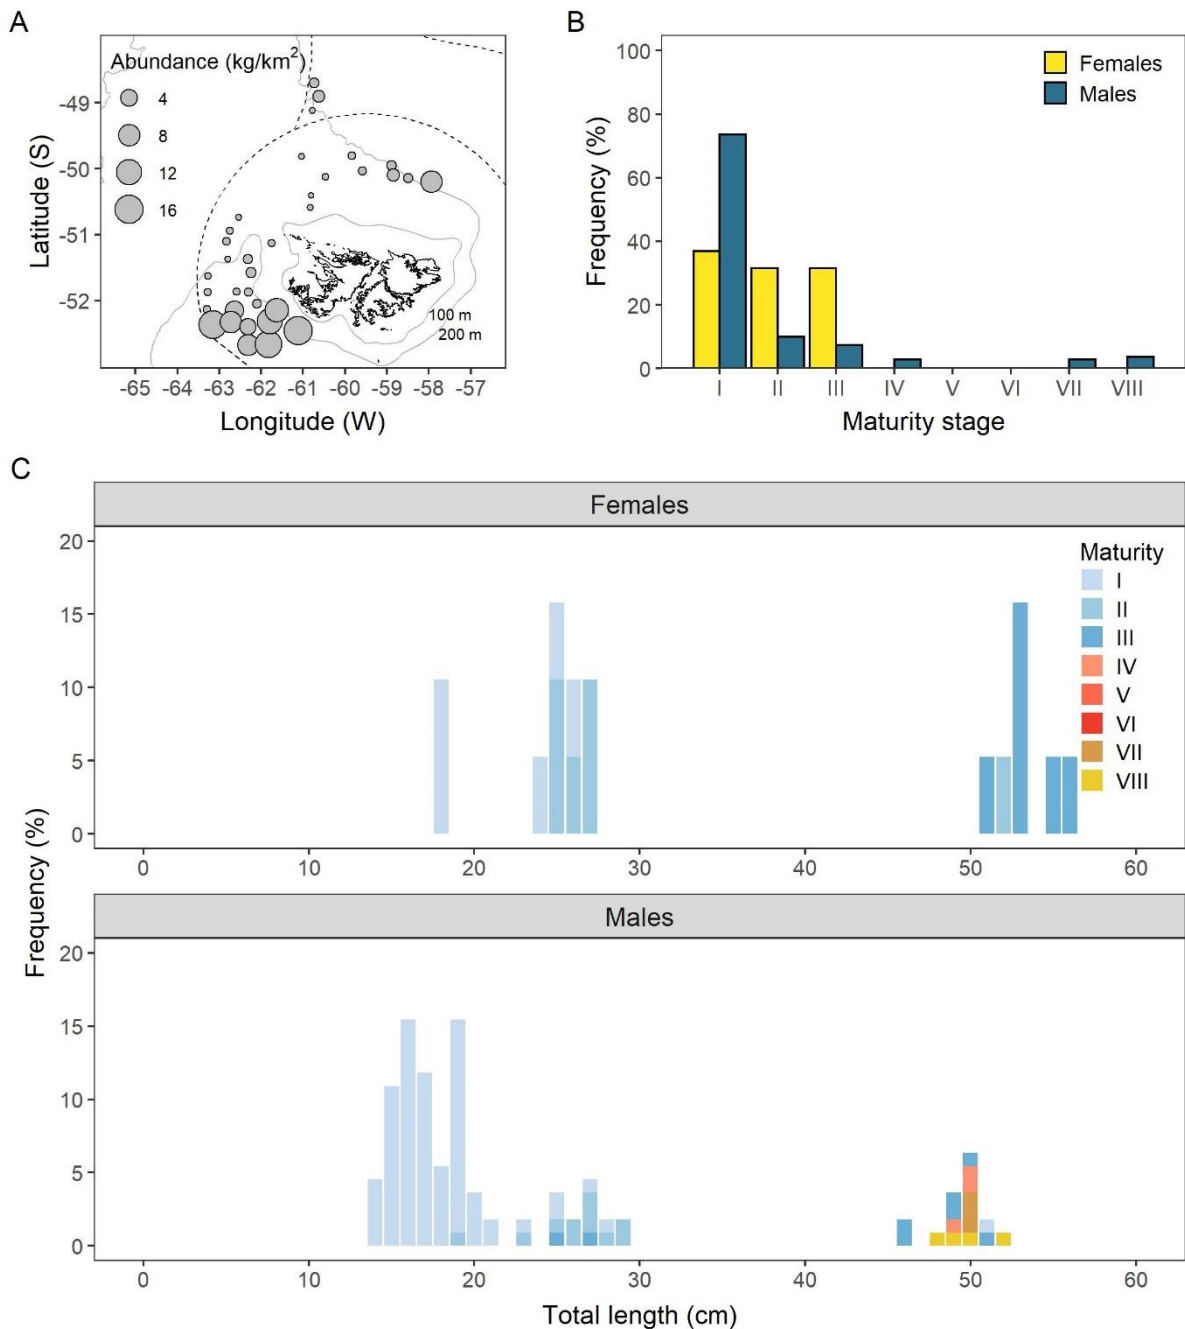 A
Abundance (kg/km²)
4
8
12
16
-49
-50
-51
-52
Latitude (S)
100 m
200 m
-65 -64 -63 -62 -61 -60 -59 -58 -57
Longitude (W)
B
100
80
60
40
20
0
Frequency (%)
Females
Males
I II III IV V VI VII VIII
Maturity stage
C
Females
20
15
10
5
0
Maturity
I
II
III
IV
V
VI
VII
VIII
0 10 20 30 40 50 60
Frequency (%)
Males
20
15
10
5
0
0 10 20 30 40 50 60
Total length (cm)